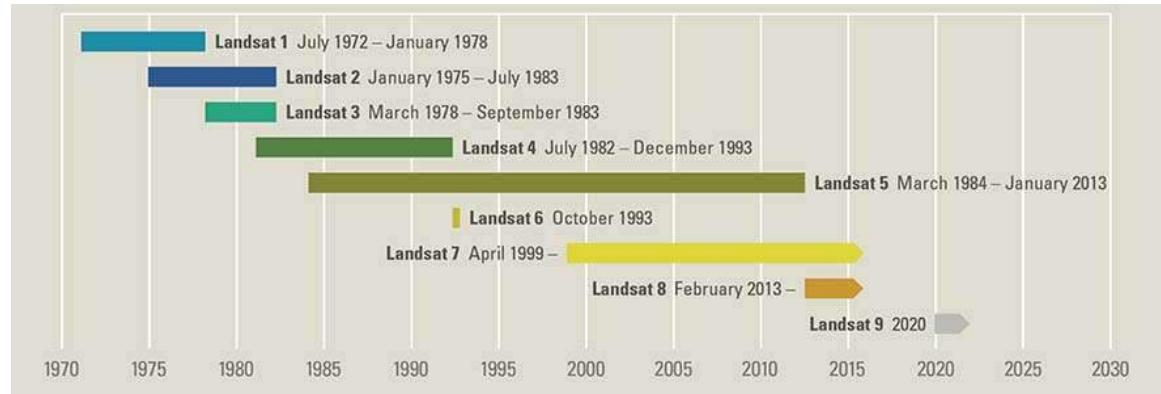 Landsat 1 July 1972 – January 1978
Landsat 2 January 1975 – July 1983
Landsat 3 March 1978 – September 1983
Landsat 4 July 1982 – December 1993
Landsat 5 March 1984 – January 2013
Landsat 6 October 1993
Landsat 7 April 1999 –
Landsat 8 February 2013 –
Landsat 9 2020
1970 1975 1980 1985 1990 1995 2000 2005 2010 2015 2020 2025 2030